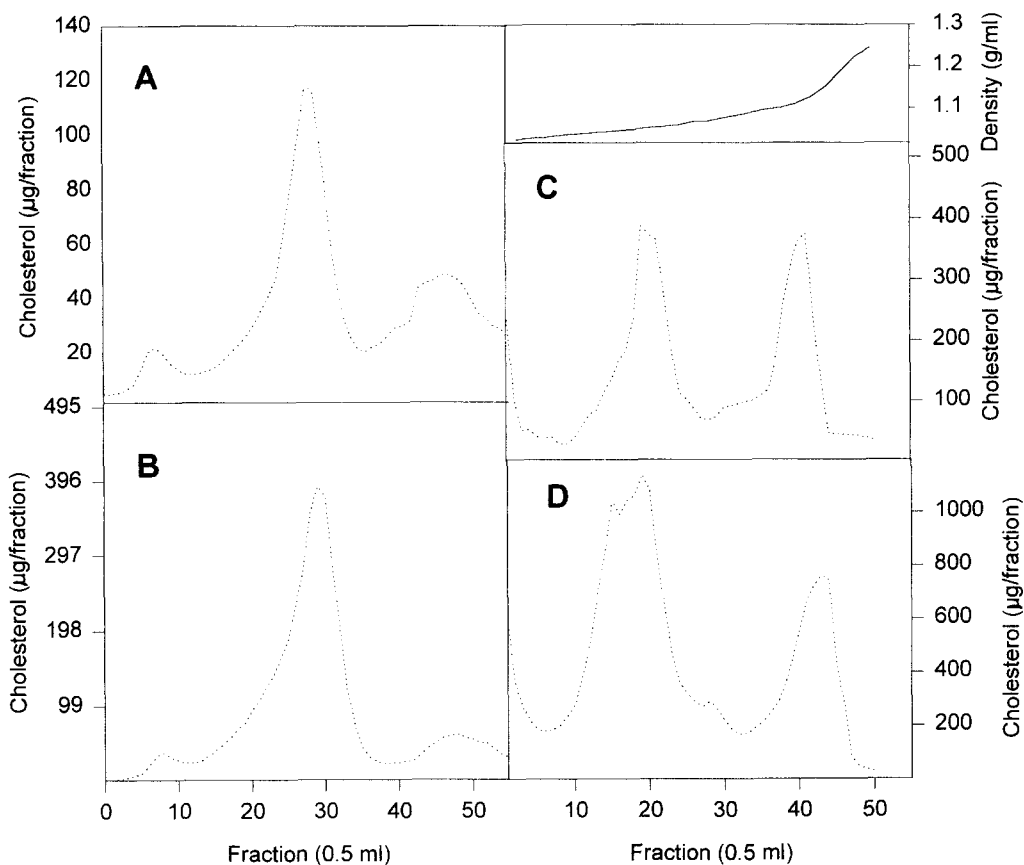 A
140
120
100
80
60
40
20
Cholesterol (µg/fraction)
B
495
396
297
198
99
Cholesterol (µg/fraction)
0 10 20 30 40 50
Fraction (0.5 ml)
1.3
1.2
1.1
Density (g/ml)
C
500
400
300
200
100
Cholesterol (µg/fraction)
D
1000
800
600
400
200
Cholesterol (µg/fraction)
10 20 30 40 50
Fraction (0.5 ml)